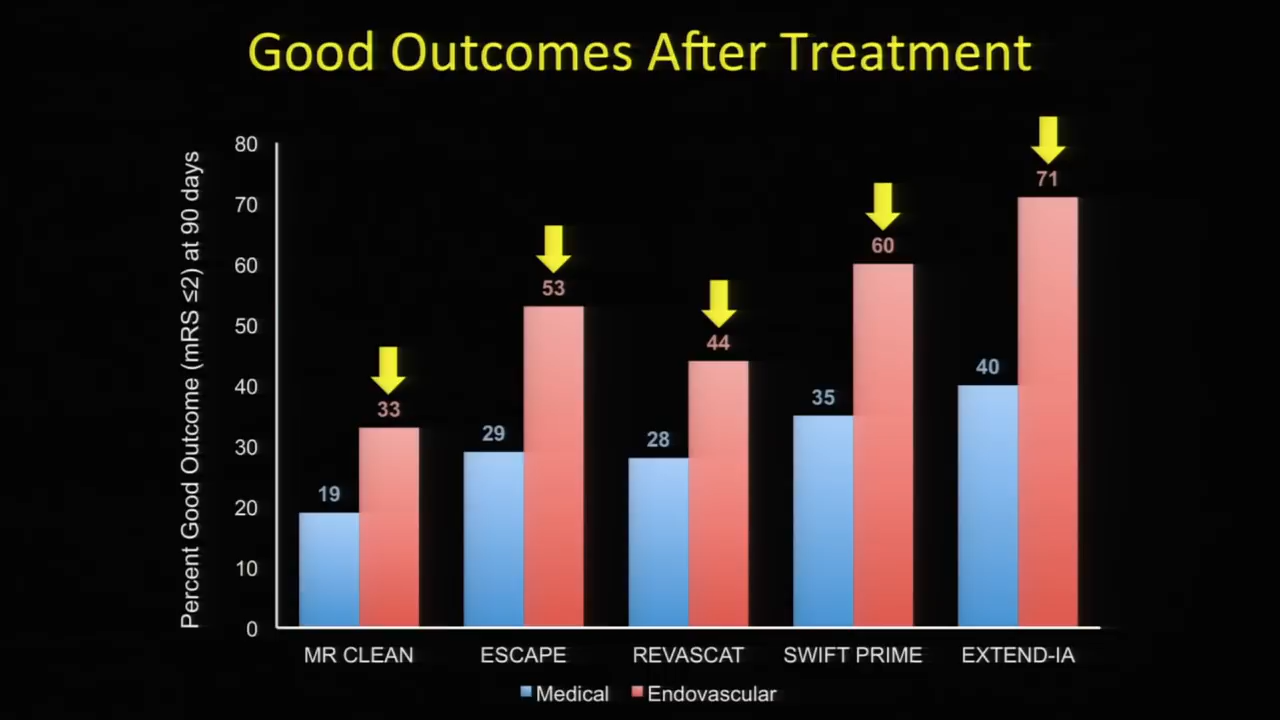 Good Outcomes After Treatment
Percent Good Outcome (mRS ≤2) at 90 days
80
70
60
50
40
30
20
10
0
19
33
29
53
28
44
35
60
40
71
MR CLEAN
ESCAPE
REVASCAT
SWIFT PRIME
EXTEND-IA
Medical
Endovascular